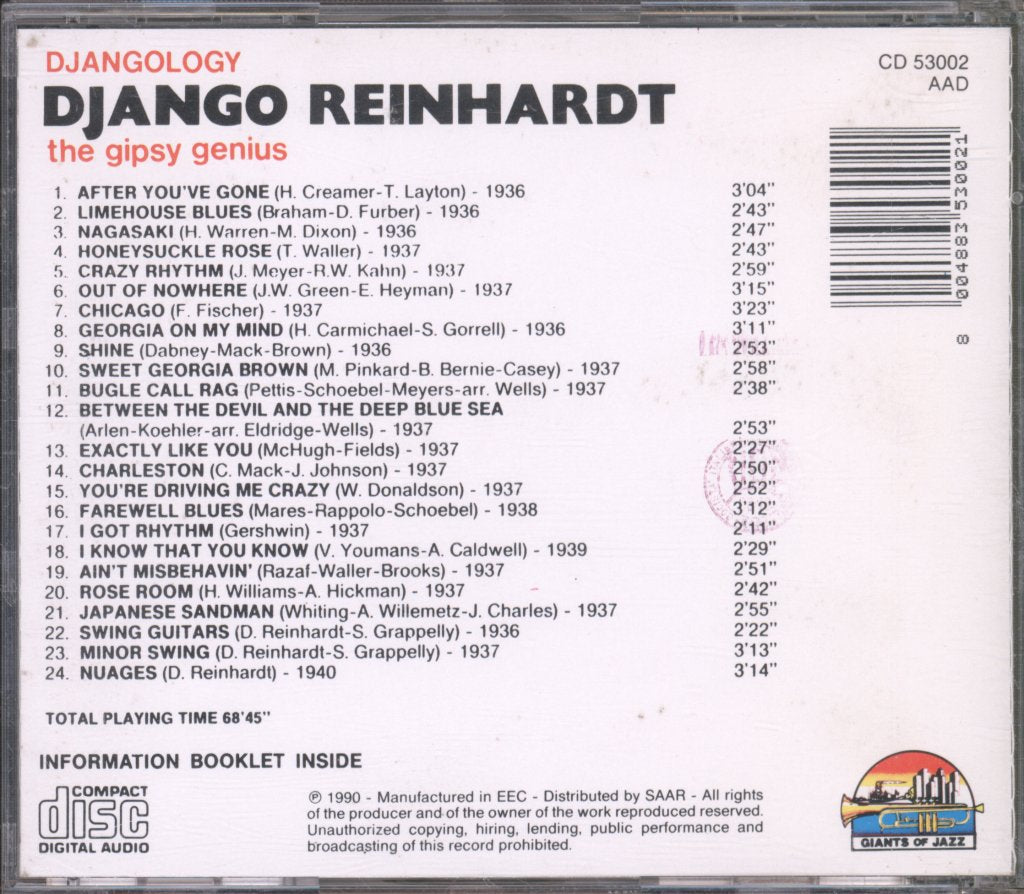 DJANGOLOGY
DJANGO REINHARDT
the gipsy genius
CD 53002
AAD
004883 530021
8
1. AFTER YOU'VE GONE (H. Creamer-T. Layton) - 1936 3'04"
2. LIMEHOUSE BLUES (Braham-D. Furber) - 1936 2'43"
3. NAGASAKI (H. Warren-M. Dixon) - 1936 2'47"
4. HONEYSUCKLE ROSE (T. Waller) - 1937 2'43"
5. CRAZY RHYTHM (J. Meyer-R.W. Kahn) - 1937 2'59"
6. OUT OF NOWHERE (J.W. Green-E. Heyman) - 1937 3'15"
7. CHICAGO (F. Fischer) - 1937 3'23"
8. GEORGIA ON MY MIND (H. Carmichael-S. Gorrell) - 1936 3'11"
9. SHINE (Dabney-Mack-Brown) - 1936 2'53"
10. SWEET GEORGIA BROWN (M. Pinkard-B. Bernie-Casey) - 1937 2'58"
11. BUGLE CALL RAG (Pettis-Schoebel-Meyers-arr. Wells) - 1937 2'38"
12. BETWEEN THE DEVIL AND THE DEEP BLUE SEA
(Arlen-Koehler-arr. Eldridge-Wells) - 1937 2'53"
13. EXACTLY LIKE YOU (McHugh-Fields) - 1937 2'27"
14. CHARLESTON (C. Mack-J. Johnson) - 1937 2'50"
15. YOU'RE DRIVING ME CRAZY (W. Donaldson) - 1937 2'52"
16. FAREWELL BLUES (Mares-Rappolo-Schoebel) - 1938 3'12"
17. I GOT RHYTHM (Gershwin) - 1937 2'11"
18. I KNOW THAT YOU KNOW (V. Youmans-A. Caldwell) - 1939 2'29"
19. AIN'T MISBEHAVIN' (Razaf-Waller-Brooks) - 1937 2'51"
20. ROSE ROOM (H. Williams-A. Hickman) - 1937 2'42"
21. JAPANESE SANDMAN (Whiting-A. Willemetz-J. Charles) - 1937 2'55"
22. SWING GUITARS (D. Reinhardt-S. Grappelly) - 1936 2'22"
23. MINOR SWING (D. Reinhardt-S. Grappelly) - 1937 3'13"
24. NUAGES (D. Reinhardt) - 1940 3'14"
TOTAL PLAYING TIME 68'45"
INFORMATION BOOKLET INSIDE
COMPACT
disc
DIGITAL AUDIO
℗ 1990 - Manufactured in EEC - Distributed by SAAR - All rights
of the producer and of the owner of the work reproduced reserved.
Unauthorized copying, hiring, lending, public performance and
broadcasting of this record prohibited.
GIANTS OF JAZZ